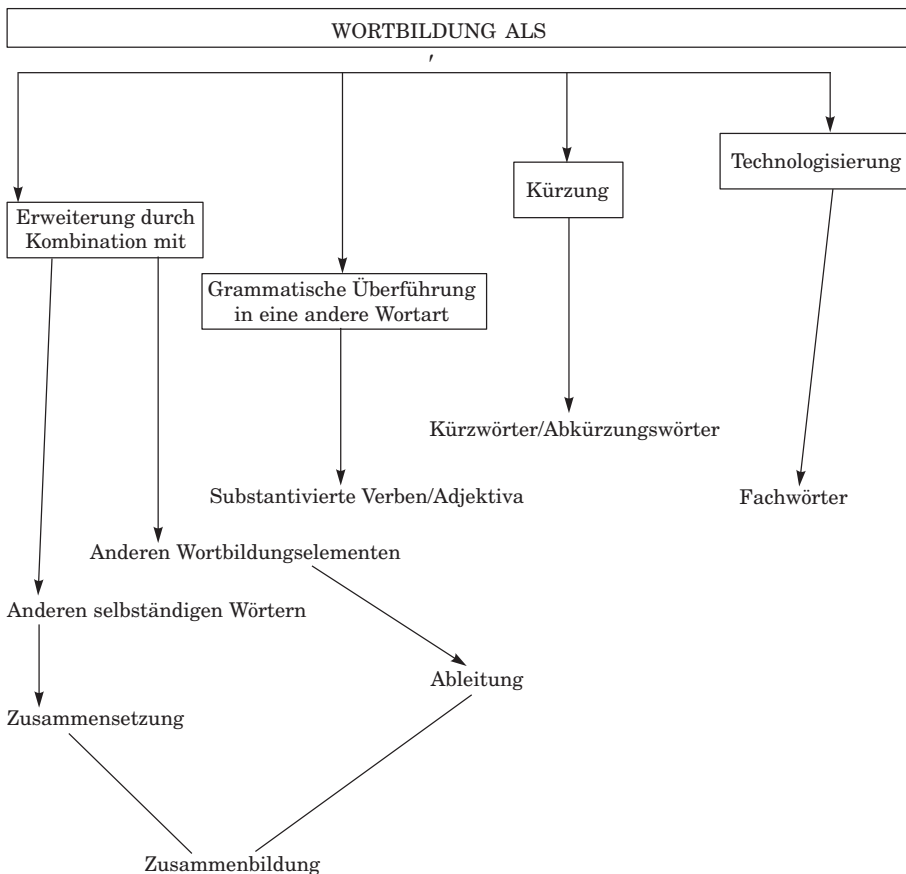 WORTBILDUNG ALS
′
Technologisierung
Kürzung
Erweiterung durch
Kombination mit
Grammatische Überführung
in eine andere Wortart
Kürzwörter/Abkürzungswörter
Substantivierte Verben/Adjektiva
Fachwörter
Anderen Wortbildungselementen
Anderen selbständigen Wörtern
Ableitung
Zusammensetzung
Zusammenbildung